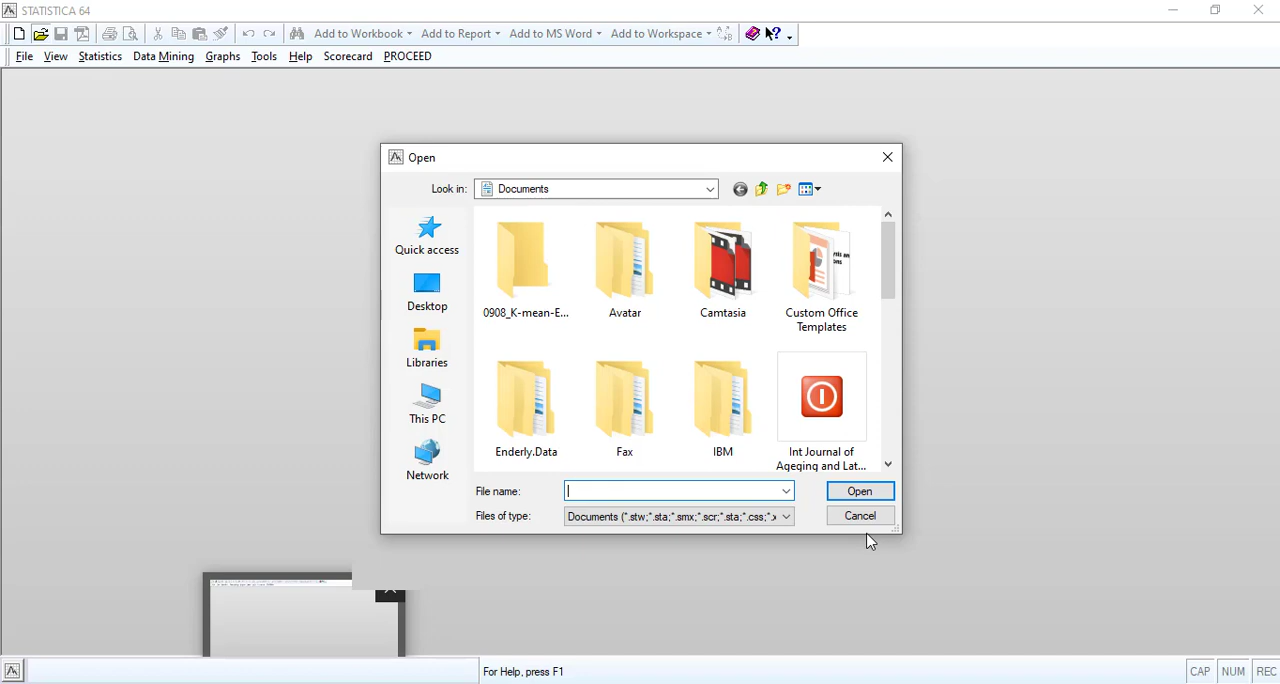 STATISTICA 64
Add to Workbook Add to Report Add to MS Word Add to Workspace
File View Statistics Data Mining Graphs Tools Help Scorecard PROCEED
Open
Look in: Documents
Quick access
Desktop
Libraries
This PC
Network
0908_K-mean-E... Avatar Camtasia Custom Office
Templates
Enderly.Data Fax IBM Int Journal of
Ageging and Lat...
File name: Open
Files of type: Documents (*.stw;*.sta;*.smx;*.scr;*.sta;*.css;*.x Cancel
For Help, press F1 CAP NUM REC